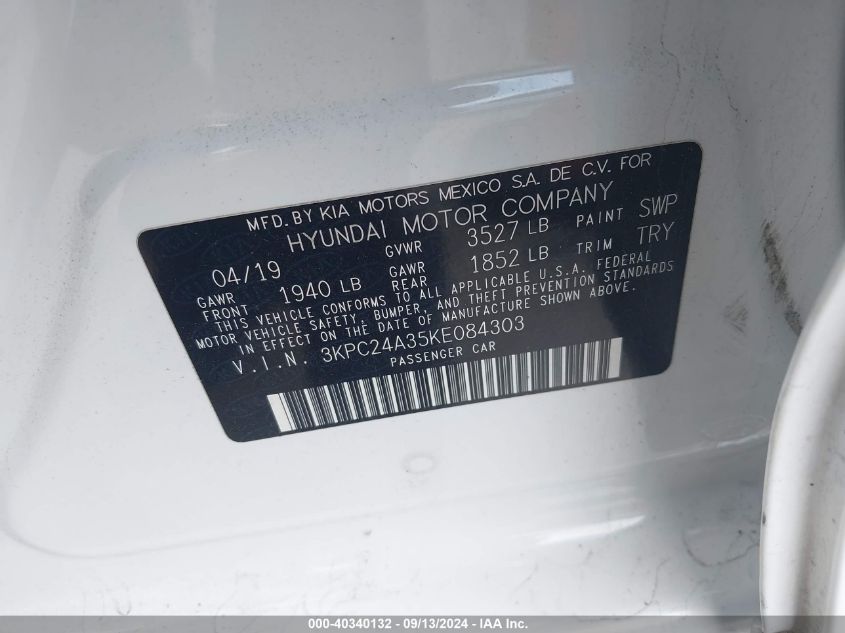 MFD. BY KIA MOTORS MEXICO S.A. DE C.V. FOR
HYUNDAI MOTOR COMPANY
04/19 GVWR 3527 LB PAINT SWP
GAWR FRONT 1940 LB GAWR REAR 1852 LB TRIM TRY
THIS VEHICLE CONFORMS TO ALL APPLICABLE U.S.A. FEDERAL
MOTOR VEHICLE SAFETY, BUMPER, AND THEFT PREVENTION STANDARDS
IN EFFECT ON THE DATE OF MANUFACTURE SHOWN ABOVE.
V.I.N. 3KPC24A35KE084303
PASSENGER CAR
000-40340132 - 09/13/2024 - IAA Inc.